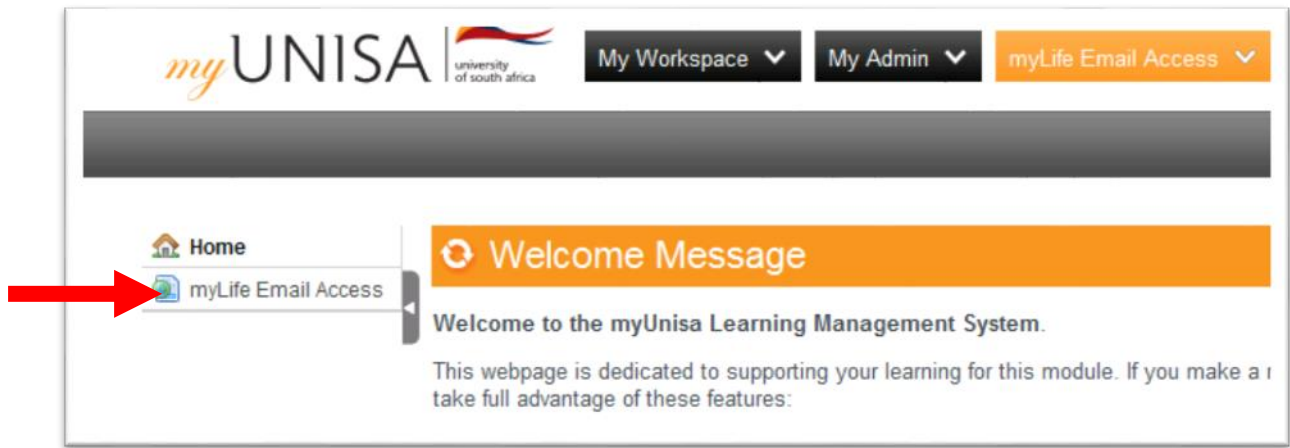 myUNISA
university
of south africa
My Workspace
My Admin
myLife Email Access
Home
Welcome Message
myLife Email Access
Welcome to the myUnisa Learning Management System.
This webpage is dedicated to supporting your learning for this module. If you make a
take full advantage of these features: